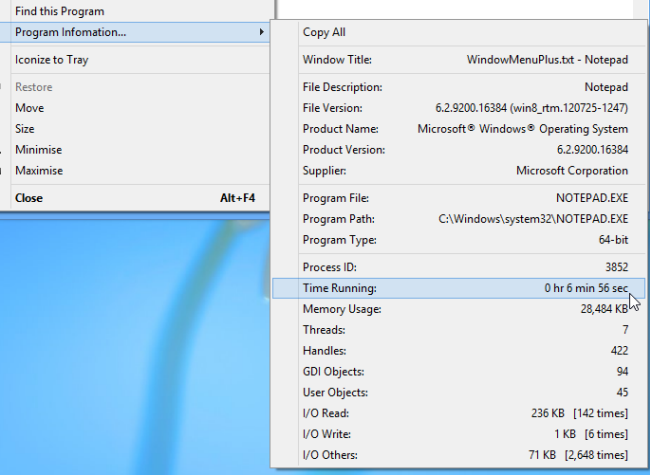 Find this Program
Program Infomation...
Iconize to Tray
Restore
Move
Size
Minimise
Maximise
Close Alt+F4
Copy All
Window Title: WindowMenuPlus.txt - Notepad
File Description: Notepad
File Version: 6.2.9200.16384 (win8_rtm.120725-1247)
Product Name: Microsoft® Windows® Operating System
Product Version: 6.2.9200.16384
Supplier: Microsoft Corporation
Program File: NOTEPAD.EXE
Program Path: C:\Windows\system32\NOTEPAD.EXE
Program Type: 64-bit
Process ID: 3852
Time Running: 0 hr 6 min 56 sec
Memory Usage: 28,484 KB
Threads: 7
Handles: 422
GDI Objects: 94
User Objects: 45
I/O Read: 236 KB [142 times]
I/O Write: 1 KB [6 times]
I/O Others: 71 KB [2,648 times]